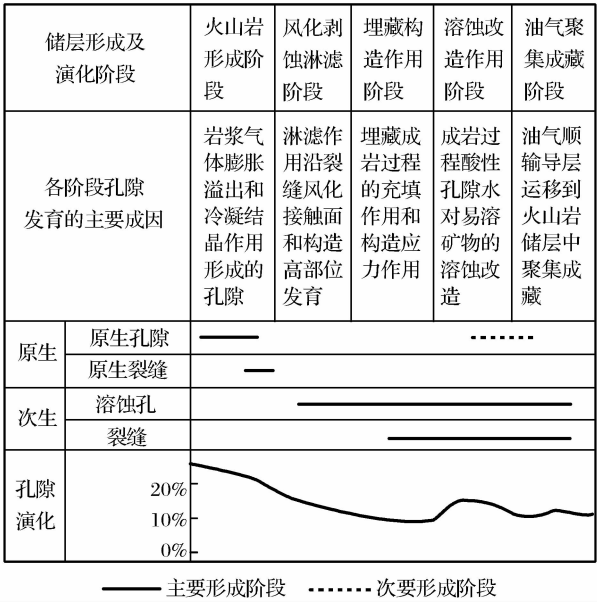 储层形成及
演化阶段
火山岩
形成阶
段
风化剥
蚀淋滤
阶段
埋藏构
造作用
阶段
溶蚀改
造作用
阶段
油气聚
集成藏
阶段
各阶段孔隙
发育的主要成因
岩浆气
体膨胀
溢出和
冷凝结
晶作用
形成的
孔隙
淋滤作
用沿裂
缝风化
接触面
和构造
高部位
发育
埋藏成
岩过程
的充填
作用和
构造应
力作用
成岩过
程酸性
孔隙水
对易溶
矿物的
溶蚀改
造
油气顺
输导层
运移到
火山岩
储层中
聚集成
藏
原生
原生孔隙
原生裂缝
次生
溶蚀孔
裂缝
孔隙
演化
20%
10%
0%
主要形成阶段
次要形成阶段